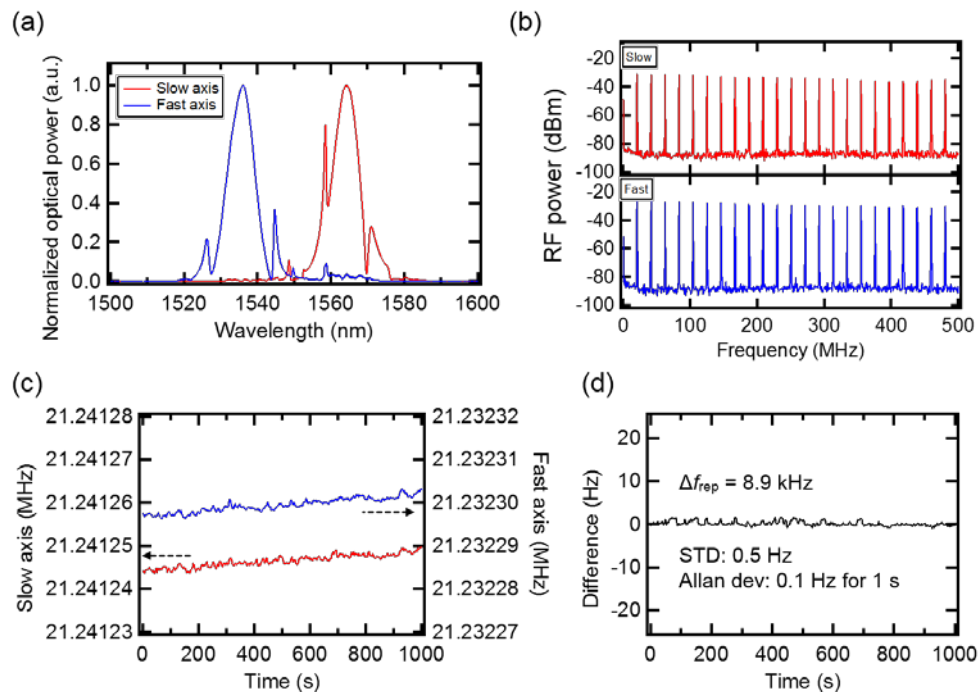 (a)
Normalized optical power (a.u.)
1.0
0.8
0.6
0.4
0.2
0.0
Slow axis
Fast axis
1500 1520 1540 1560 1580 1600
Wavelength (nm)
(b)
RF power (dBm)
-20
-40
-60
-80
-100
Slow
-20
-40
-60
-80
-100
Fast
0 100 200 300 400 500
Frequency (MHz)
(c)
Slow axis (MHz)
21.24128
21.24127
21.24126
21.24125
21.24124
21.24123
21.23232
21.23231
21.23230
21.23229
21.23228
21.23227
Fast axis (MHz)
0 200 400 600 800 1000
Time (s)
(d)
Difference (Hz)
20
10
0
-10
-20
Δfrep = 8.9 kHz
STD: 0.5 Hz
Allan dev: 0.1 Hz for 1 s
0 200 400 600 800 1000
Time (s)